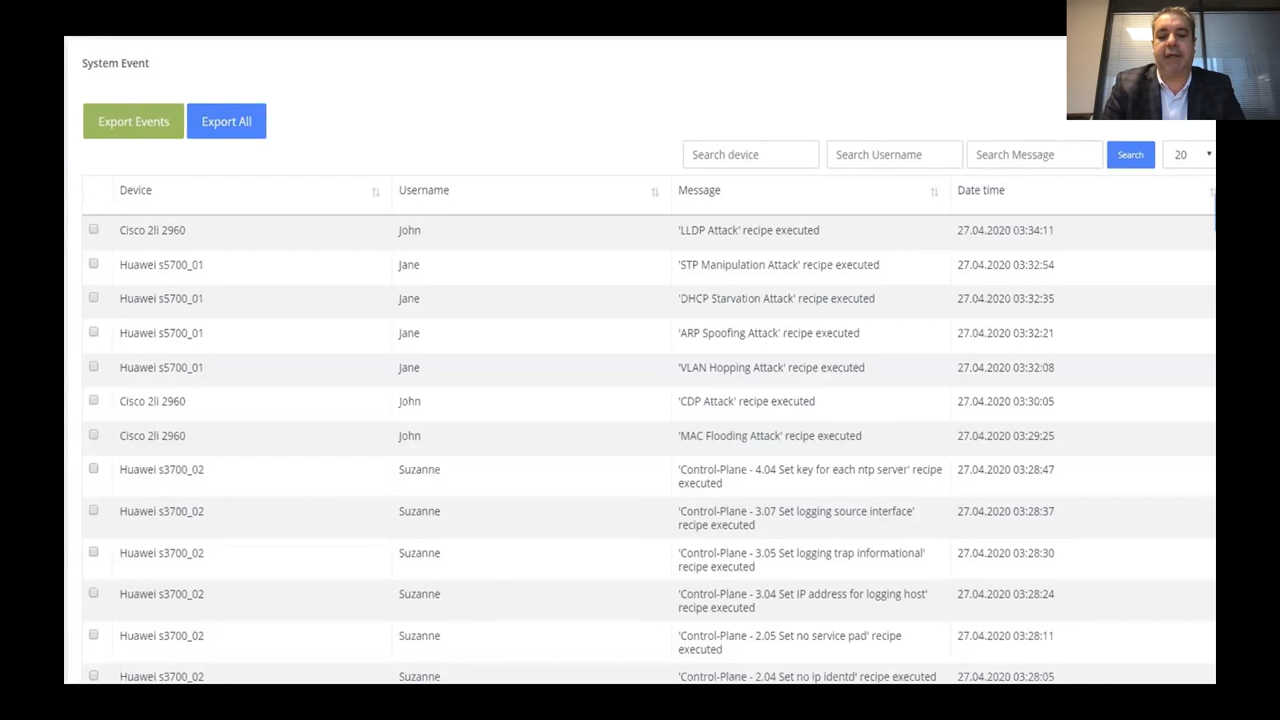 System Event
Export Events
Export All
Search device
Search Username
Search Message
Search
20
Device
Username
Message
Date time
Cisco 2li 2960 John 'LLDP Attack' recipe executed 27.04.2020 03:34:11
Huawei s5700_01 Jane 'STP Manipulation Attack' recipe executed 27.04.2020 03:32:54
Huawei s5700_01 Jane 'DHCP Starvation Attack' recipe executed 27.04.2020 03:32:35
Huawei s5700_01 Jane 'ARP Spoofing Attack' recipe executed 27.04.2020 03:32:21
Huawei s5700_01 Jane 'VLAN Hopping Attack' recipe executed 27.04.2020 03:32:08
Cisco 2li 2960 John 'CDP Attack' recipe executed 27.04.2020 03:30:05
Cisco 2li 2960 John 'MAC Flooding Attack' recipe executed 27.04.2020 03:29:25
Huawei s3700_02 Suzanne 'Control-Plane - 4.04 Set key for each ntp server' recipe 27.04.2020 03:28:47
executed
Huawei s3700_02 Suzanne 'Control-Plane - 3.07 Set logging source interface' 27.04.2020 03:28:37
recipe executed
Huawei s3700_02 Suzanne 'Control-Plane - 3.05 Set logging trap informational' 27.04.2020 03:28:30
recipe executed
Huawei s3700_02 Suzanne 'Control-Plane - 3.04 Set IP address for logging host' 27.04.2020 03:28:24
recipe executed
Huawei s3700_02 Suzanne 'Control-Plane - 2.05 Set no service pad' recipe 27.04.2020 03:28:11
executed
Huawei s3700_02 Suzanne 'Control-Plane - 2.04 Set no ip identd' recipe executed 27.04.2020 03:28:05